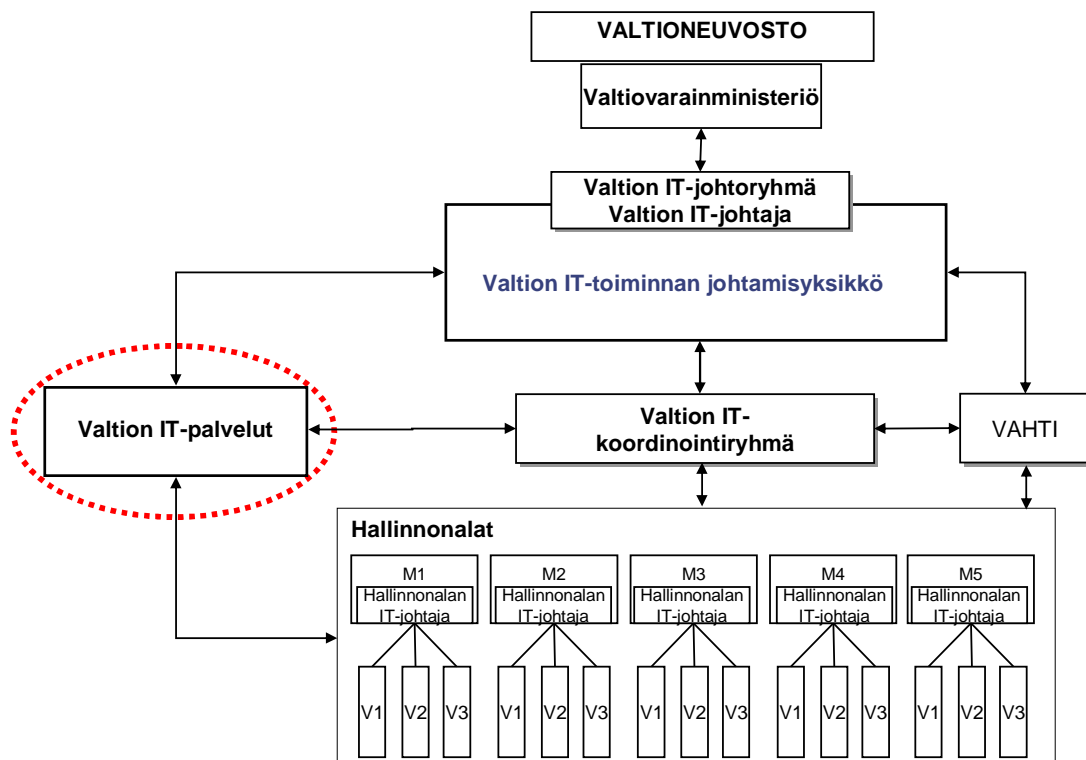 VALTIONEUVOSTO
Valtiovarainministeriö
Valtion IT-johtoryhmä
Valtion IT-johtaja
Valtion IT-toiminnan johtamisyksikkö
Valtion IT-palvelut
Valtion IT-
koordinointiryhmä
VAHTI
Hallinnonalat
M1
Hallinnonalan
IT-johtaja
M2
Hallinnonalan
IT-johtaja
M3
Hallinnonalan
IT-johtaja
M4
Hallinnonalan
IT-johtaja
M5
Hallinnonalan
IT-johtaja
V1 V2 V3
V1 V2 V3
V1 V2 V3
V1 V2 V3
V1 V2 V3